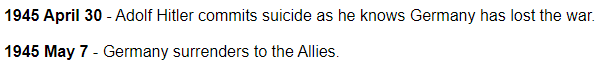 1945 April 30 - Adolf Hitler commits suicide as he knows Germany has lost the war.
1945 May 7 - Germany surrenders to the Allies.